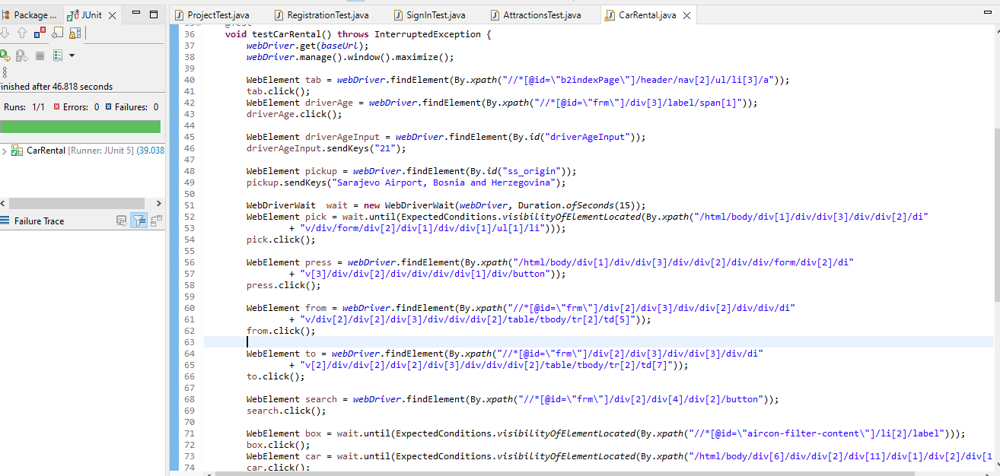 Package ...
JUnit
ProjectTest.java
RegistrationTest.java
SignInTest.java
AttractionsTest.java
CarRental.java
Finished after 46.818 seconds
Runs: 1/1
Errors: 0
Failures: 0
CarRental [Runner: JUnit 5] (39.038
Failure Trace
36 void testCarRental() throws InterruptedException {
37 webDriver.get(baseUrl);
38 webDriver.manage().window().maximize();
39
40 WebElement tab = webDriver.findElement(By.xpath("//*[@id=\"b2indexPage\"]/header/nav[2]/ul/li[3]/a"));
41 tab.click();
42 WebElement driverAge = webDriver.findElement(By.xpath("//*[@id=\"frm\"]/div[3]/label/span[1]"));
43 driverAge.click();
44
45 WebElement driverAgeInput = webDriver.findElement(By.id("driverAgeInput"));
46 driverAgeInput.sendKeys("21");
47
48 WebElement pickup = webDriver.findElement(By.id("ss_origin"));
49 pickup.sendKeys("Sarajevo Airport, Bosnia and Herzegovina");
50
51 WebDriverWait  wait = new WebDriverWait(webDriver, Duration.ofSeconds(15));
52 WebElement pick = wait.until(ExpectedConditions.visibilityOfElementLocated(By.xpath("/html/body/div[1]/div/div[3]/div/div[2]/di"
53 + "v/div/form/div[2]/div[1]/div/div[1]/ul[1]/li")));
54 pick.click();
55
56 WebElement press = webDriver.findElement(By.xpath("/html/body/div[1]/div/div[3]/div/div[2]/div/div/form/div[2]/di"
57 + "v[3]/div/div[2]/div/div/div/div[1]/div/button"));
58 press.click();
59
60 WebElement from = webDriver.findElement(By.xpath("//*[@id=\"frm\"]/div[2]/div[3]/div/div[2]/div/div/di"
61 + "v/div[2]/div[2]/div[3]/div/div/div[2]/table/tbody/tr[2]/td[5]"));
62 from.click();
63
64 WebElement to = webDriver.findElement(By.xpath("//*[@id=\"frm\"]/div[2]/div[3]/div/div[3]/div/di"
65 + "v[2]/div/div[2]/div[2]/div[3]/div/div/div[2]/table/tbody/tr[2]/td[7]"));
66 to.click();
67
68 WebElement search = webDriver.findElement(By.xpath("//*[@id=\"frm\"]/div[2]/div[4]/div[2]/button"));
69 search.click();
70
71 WebElement box = wait.until(ExpectedConditions.visibilityOfElementLocated(By.xpath("//*[@id=\"aircon-filter-content\"]/li[2]/label")));
72 box.click();
73 WebElement car = wait.until(ExpectedConditions.visibilityOfElementLocated(By.xpath("/html/body/div[6]/div/div[2]/div[11]/div[1]/div[2]/div[1
74 car.click();